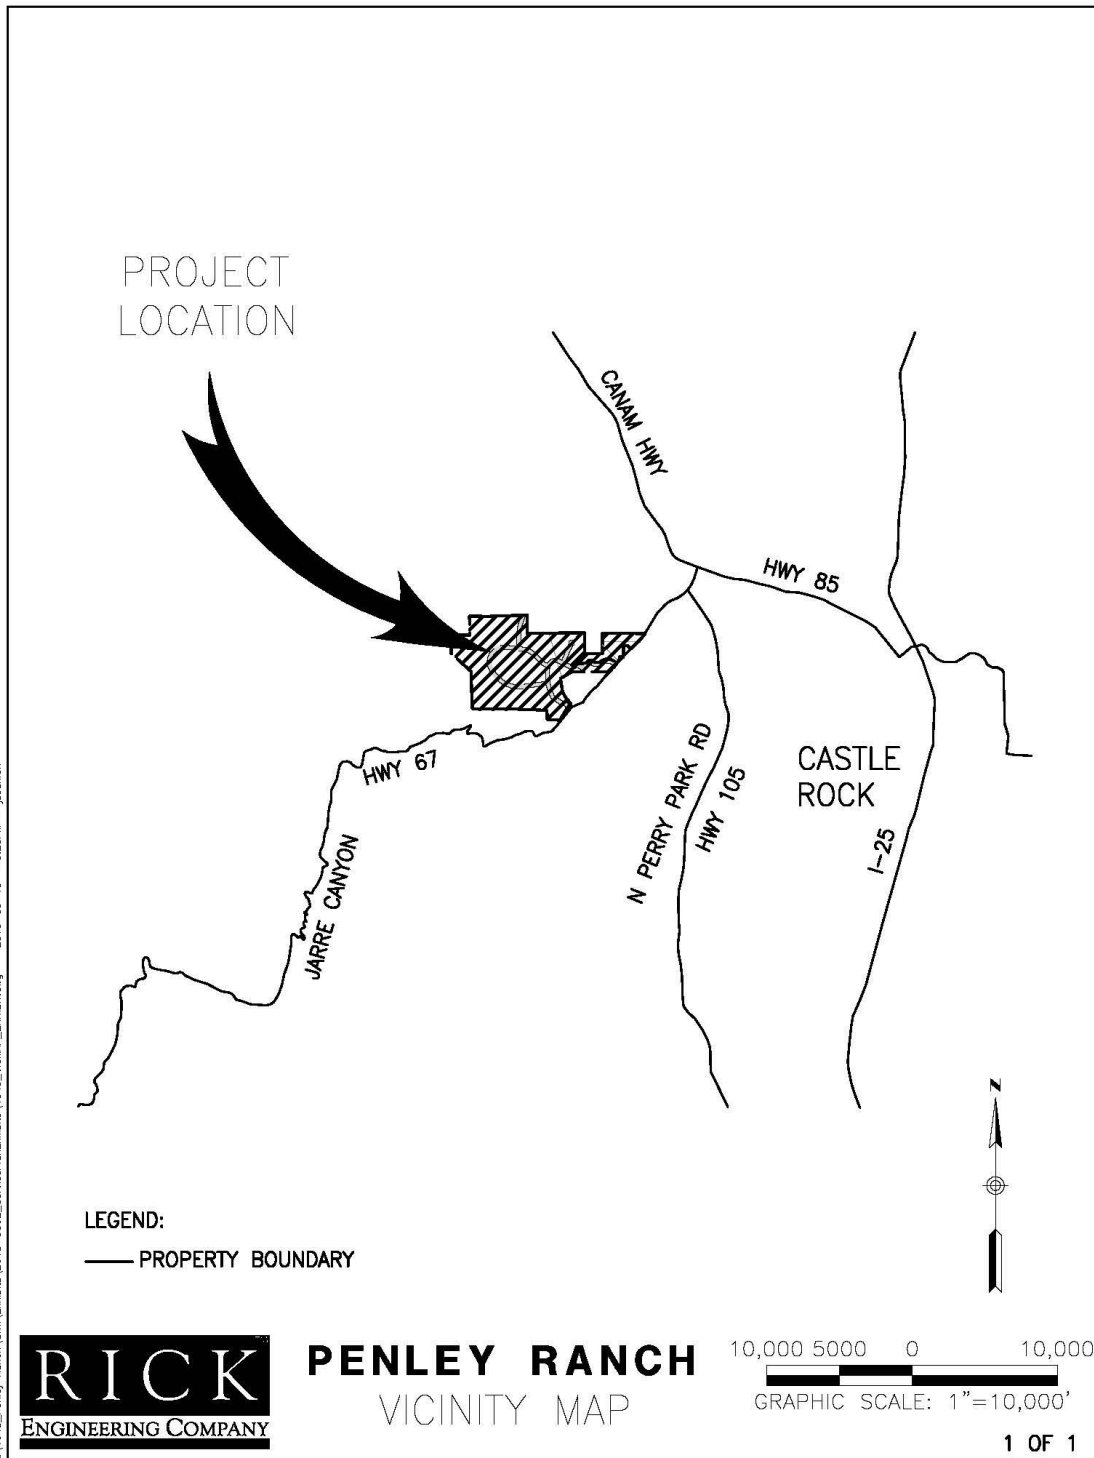 PROJECT
LOCATION
CANAM HWY
HWY 85
HWY 67
JARRE CANYON
N PERRY PARK RD
HWY 105
CASTLE
ROCK
I-25
N
LEGEND:
PROPERTY BOUNDARY
RICK
ENGINEERING COMPANY
PENLEY RANCH
VICINITY MAP
10,000 5000 0 10,000
GRAPHIC SCALE: 1"=10,000'
1 OF 1